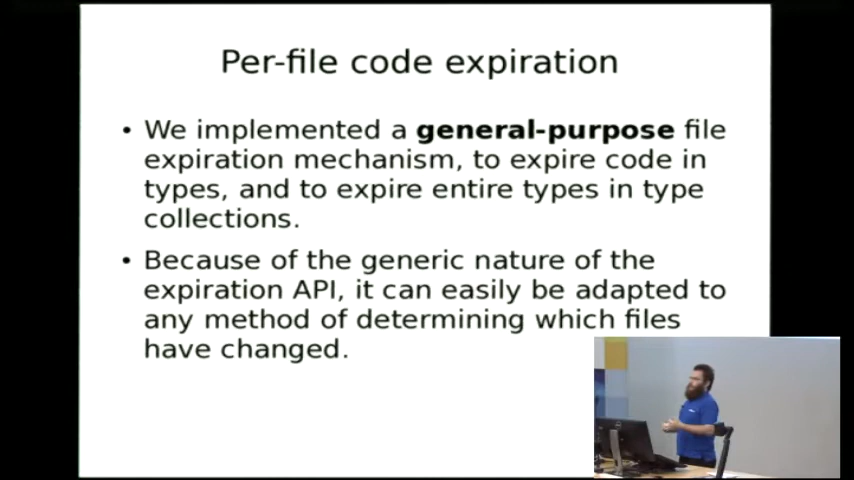 Per-file code expiration
• We implemented a general-purpose file
expiration mechanism, to expire code in
types, and to expire entire types in type
collections.
• Because of the generic nature of the
expiration API, it can easily be adapted to
any method of determining which files
have changed.